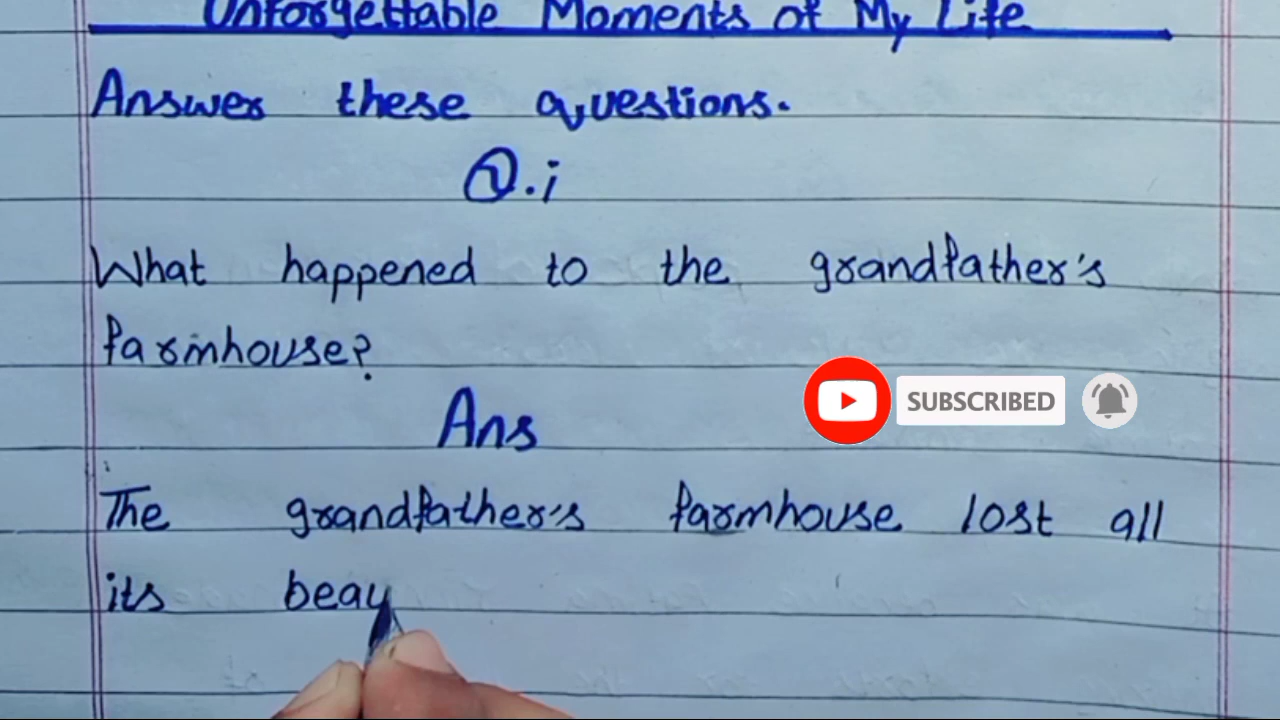 Unforgettable Moments of My Life
Answer these questions.
Q.i
What happened to the grandfather's
farmhouse?
SUBSCRIBED
Ans
The grandfather's farmhouse lost all
its beau